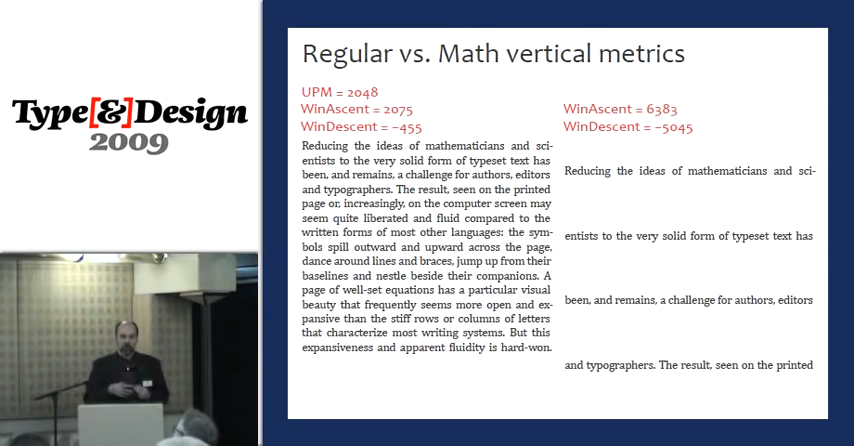 Type[&]Design
2009
Regular vs. Math vertical metrics
UPM = 2048
WinAscent = 2075
WinDescent = −455
Reducing the ideas of mathematicians and sci-
entists to the very solid form of typeset text has
been, and remains, a challenge for authors, editors
and typographers. The result, seen on the printed
page or, increasingly, on the computer screen may
seem quite liberated and fluid compared to the
written forms of most other languages: the sym-
bols spill outward and upward across the page,
dance around lines and braces, jump up from their
baselines and nestle beside their companions. A
page of well-set equations has a particular visual
beauty that frequently seems more open and ex-
pansive than the stiff rows or columns of letters
that characterize most writing systems. But this
expansiveness and apparent fluidity is hard-won.
WinAscent = 6383
WinDescent = −5045
Reducing the ideas of mathematicians and sci-
entists to the very solid form of typeset text has
been, and remains, a challenge for authors, editors
and typographers. The result, seen on the printed